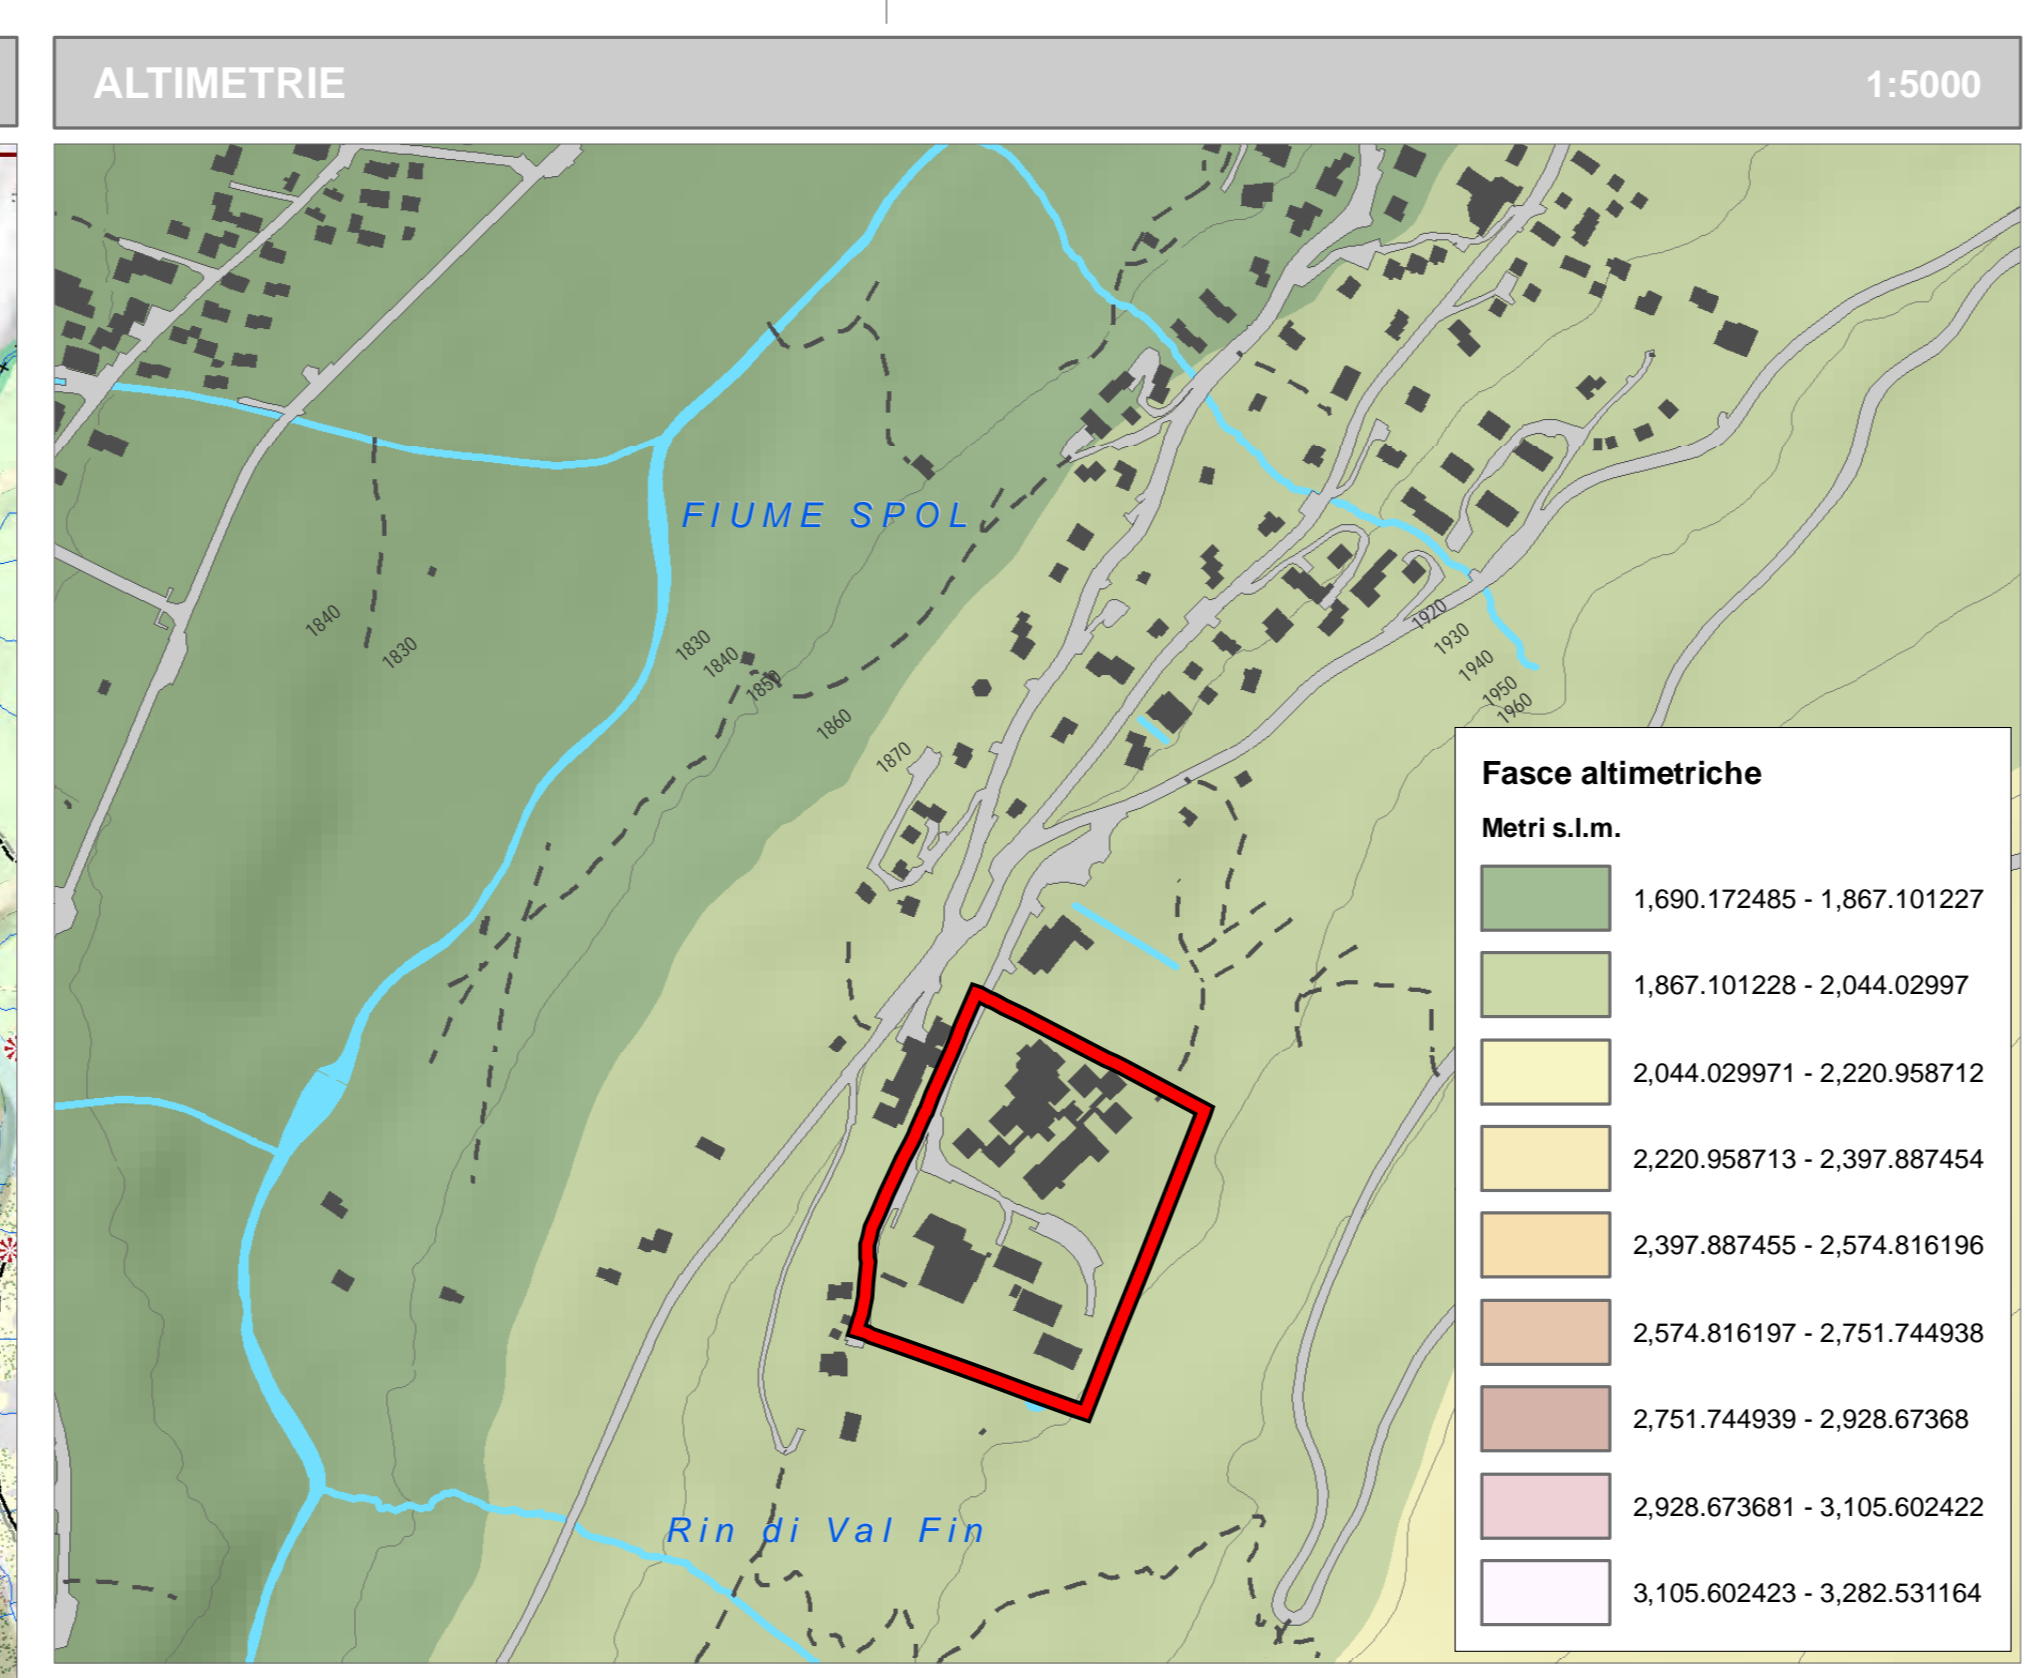 ALTIMETRIE 1:5000
FIUME SPOL
1840
1830
1830
1840
1850
1860
1870
1920
1930
1940
1950
1960
Rin di Val Fin
Fasce altimetriche
Metri s.l.m.
1,690.172485 - 1,867.101227
1,867.101228 - 2,044.02997
2,044.029971 - 2,220.958712
2,220.958713 - 2,397.887454
2,397.887455 - 2,574.816196
2,574.816197 - 2,751.744938
2,751.744939 - 2,928.67368
2,928.673681 - 3,105.602422
3,105.602423 - 3,282.531164